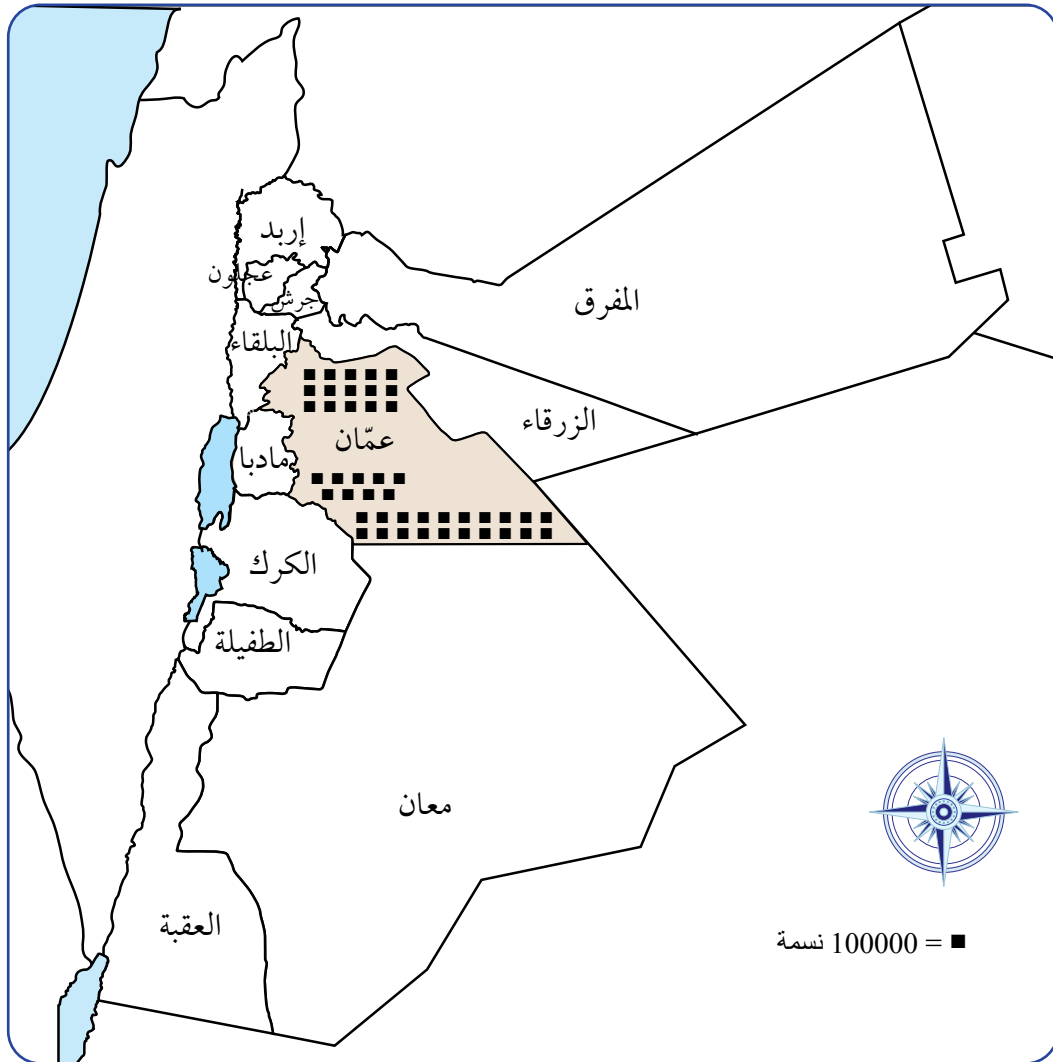 إربد
عجلون
جرش
المفرق
البلقاء
الزرقاء
عمّان
مادبا
الكرك
الطفيلة
معان
العقبة
■ = 100000 نسمة